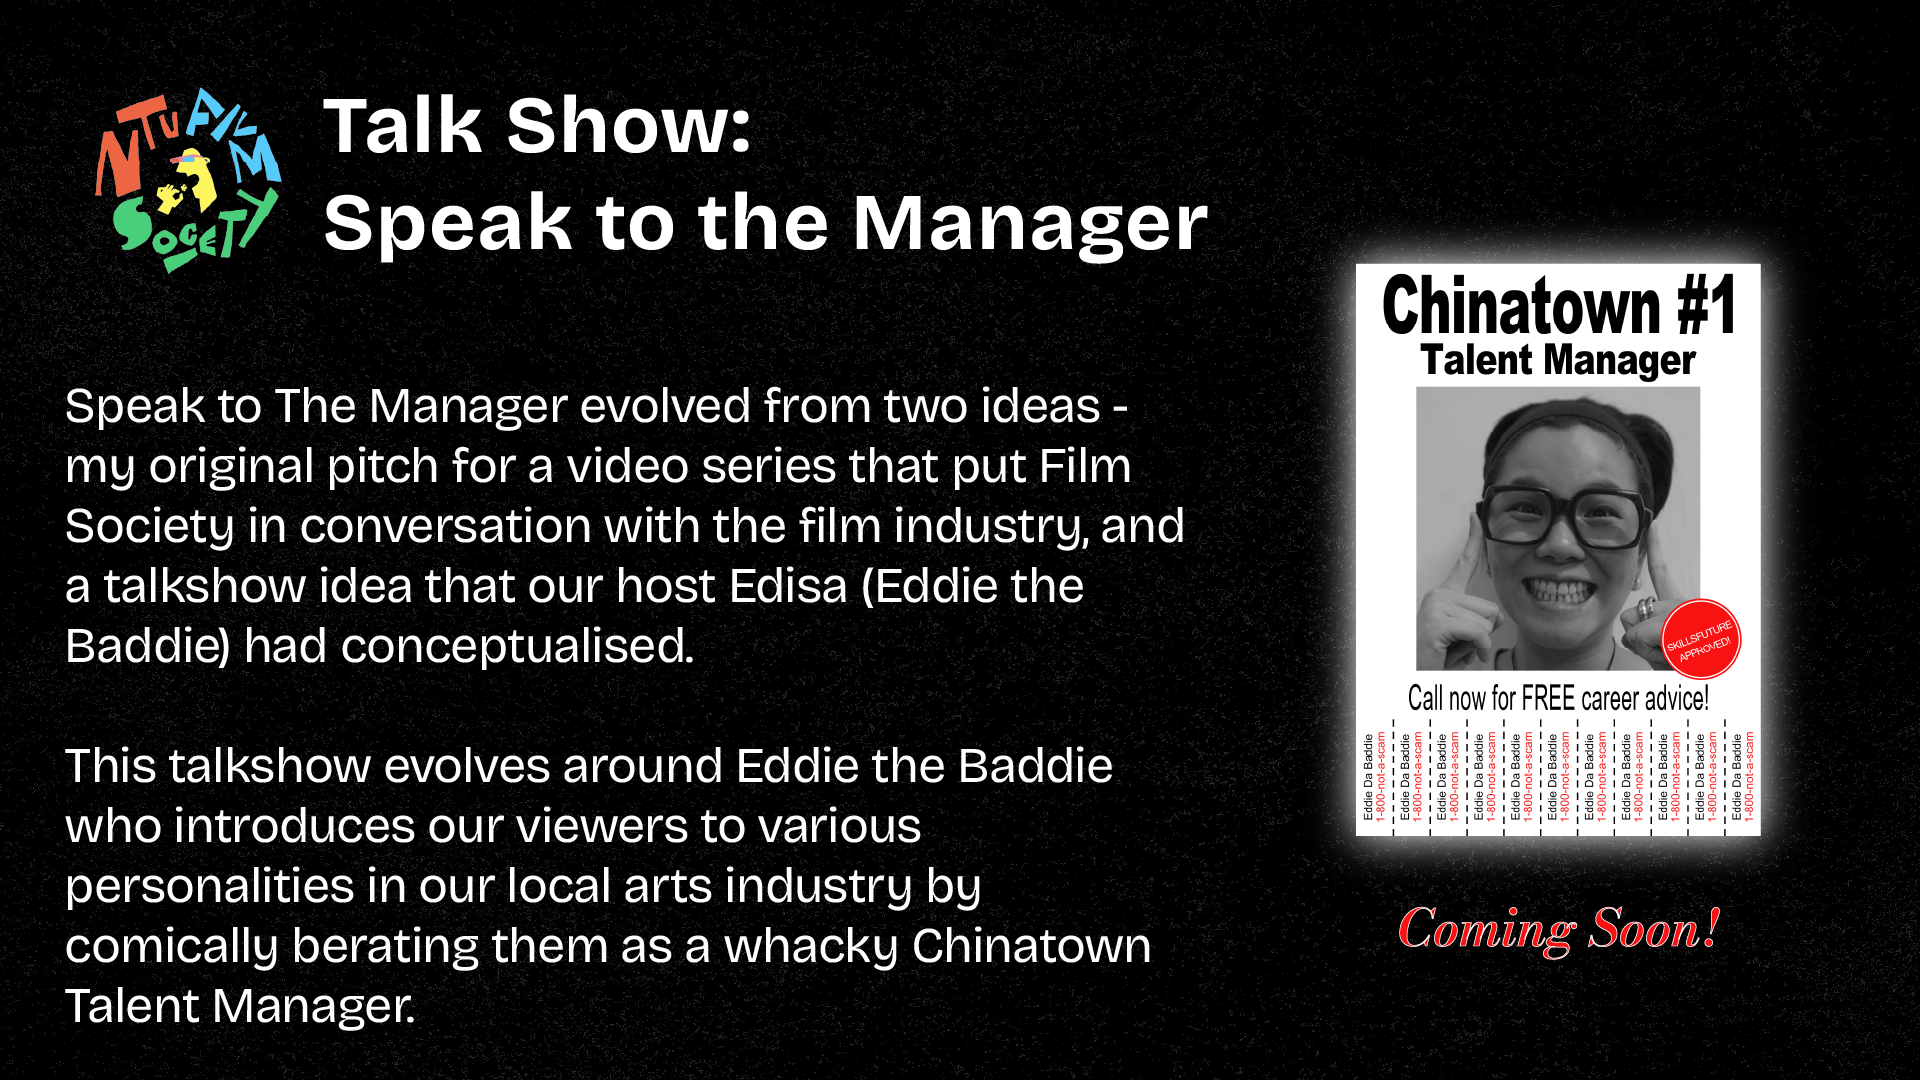 NTU FILM
SOCIETY
Talk Show:
Speak to the Manager
Speak to The Manager evolved from two ideas -
my original pitch for a video series that put Film
Society in conversation with the film industry, and
a talkshow idea that our host Edisa (Eddie the
Baddie) had conceptualised.
This talkshow evolves around Eddie the Baddie
who introduces our viewers to various
personalities in our local arts industry by
comically berating them as a whacky Chinatown
Talent Manager.
Chinatown #1
Talent Manager
SKILLSFUTURE
APPROVED!
Call now for FREE career advice!
Eddie Da Baddie
1-800-not-a-scam
Eddie Da Baddie
1-800-not-a-scam
Eddie Da Baddie
1-800-not-a-scam
Eddie Da Baddie
1-800-not-a-scam
Eddie Da Baddie
1-800-not-a-scam
Eddie Da Baddie
1-800-not-a-scam
Eddie Da Baddie
1-800-not-a-scam
Eddie Da Baddie
1-800-not-a-scam
Eddie Da Baddie
1-800-not-a-scam
Eddie Da Baddie
1-800-not-a-scam
Eddie Da Baddie
1-800-not-a-scam
Coming Soon!